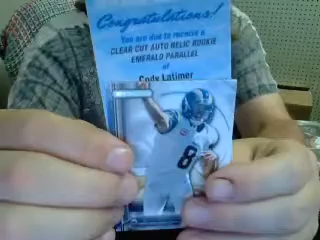 Congratulations!
You are due to receive a
CLEAR CUT AUTO RELIC ROOKIE
EMERALD PARALLEL
of
Cody Latimer
8